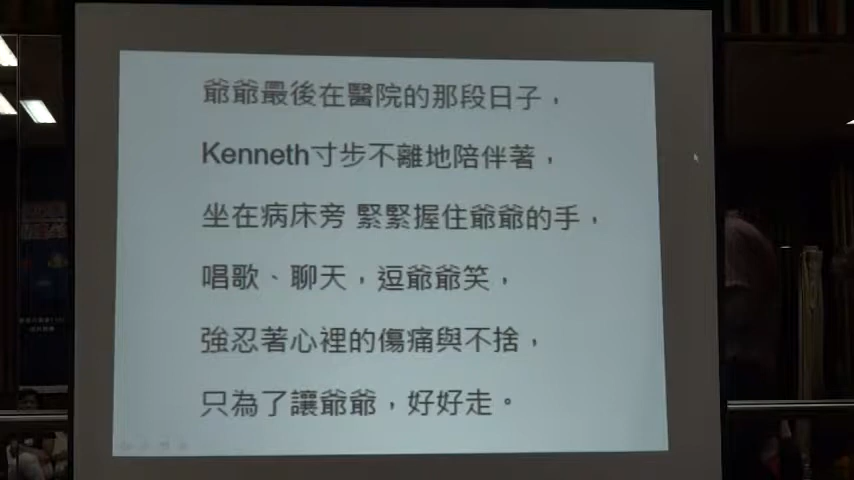 爺爺最後在醫院的那段日子，
Kenneth寸步不離地陪伴著，
坐在病床旁 緊緊握住爺爺的手，
唱歌、聊天，逗爺爺笑，
強忍著心裡的傷痛與不捨，
只為了讓爺爺，好好走。